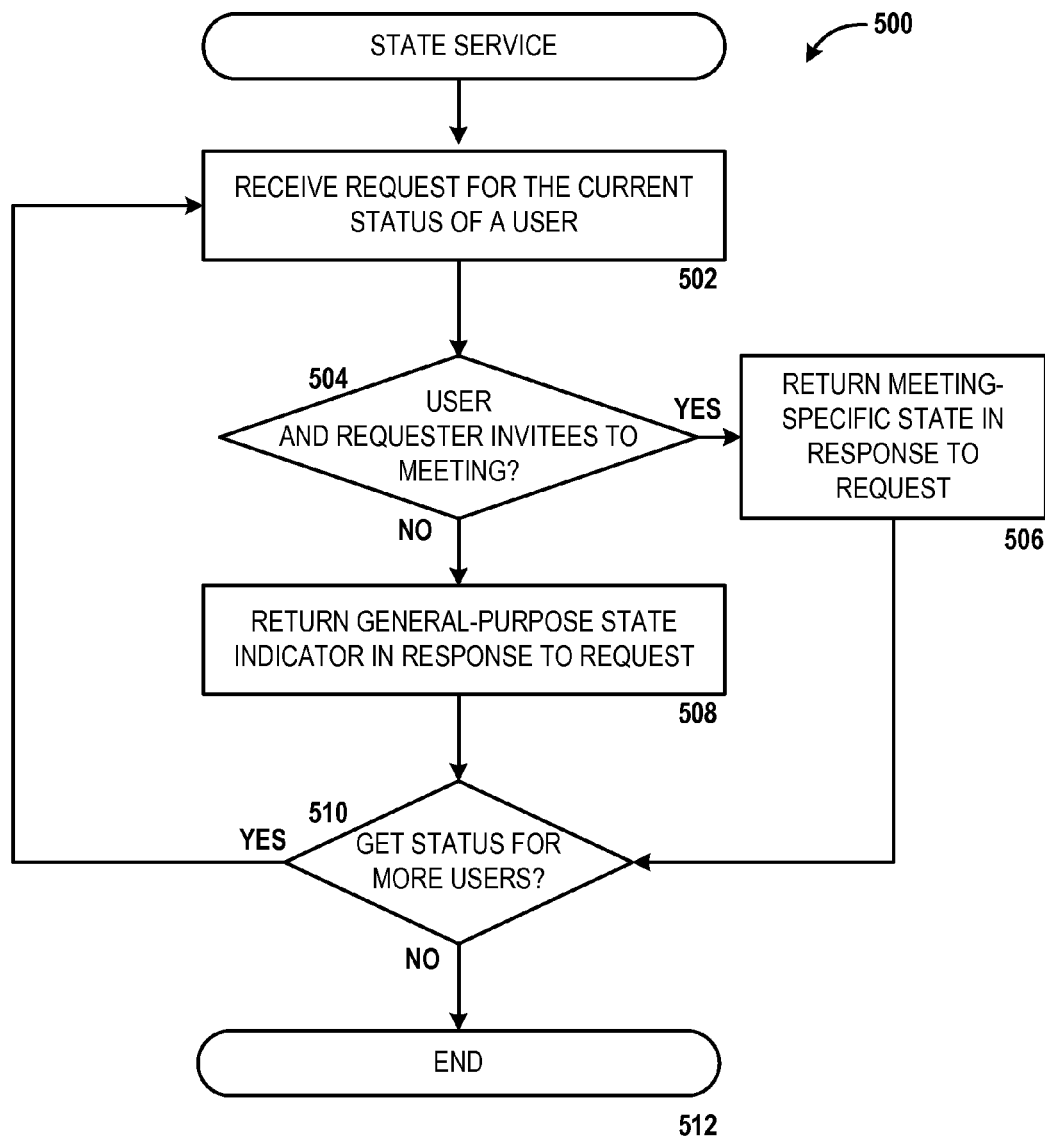 STATE SERVICE
500
RECEIVE REQUEST FOR THE CURRENT
STATUS OF A USER
502
504
USER
AND REQUESTER INVITEES TO
MEETING?
YES
RETURN MEETING-
SPECIFIC STATE IN
RESPONSE TO
REQUEST
506
NO
RETURN GENERAL-PURPOSE STATE
INDICATOR IN RESPONSE TO REQUEST
508
510
YES
GET STATUS FOR
MORE USERS?
NO
END
512